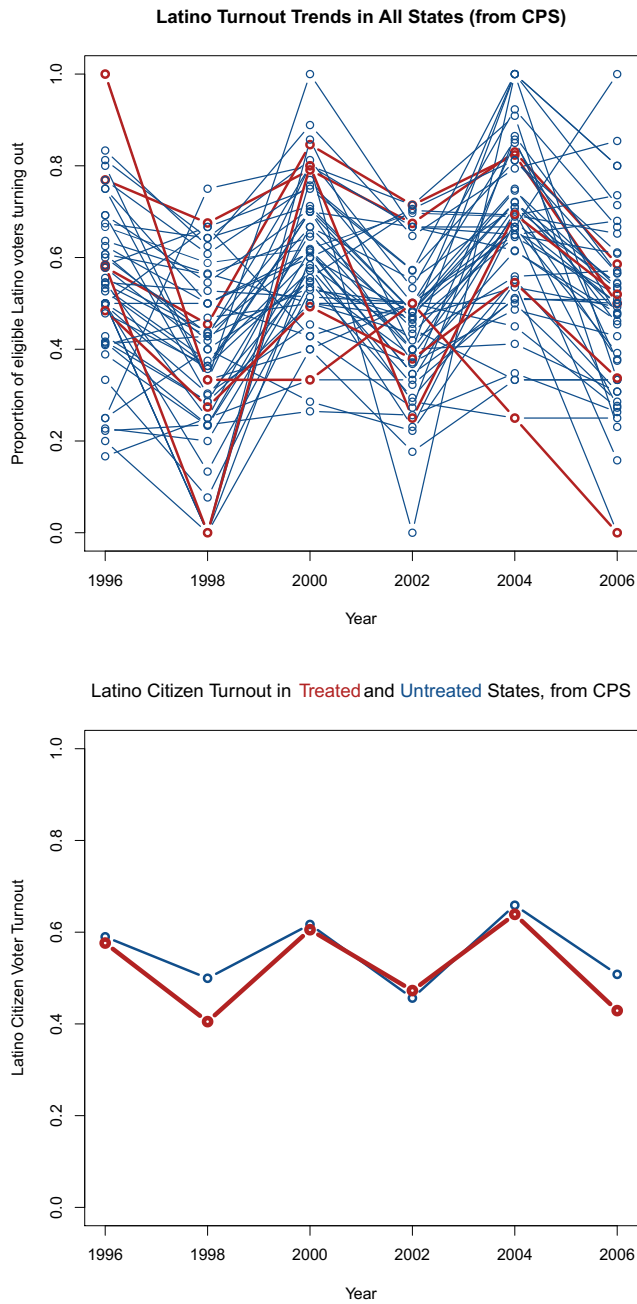 Latino Turnout Trends in All States (from CPS)
Proportion of eligible Latino voters turning out
1.0
0.8
0.6
0.4
0.2
0.0
1996 1998 2000 2002 2004 2006
Year
Latino Citizen Turnout in Treated and Untreated States, from CPS
Latino Citizen Voter Turnout
1.0
0.8
0.6
0.4
0.2
0.0
1996 1998 2000 2002 2004 2006
Year